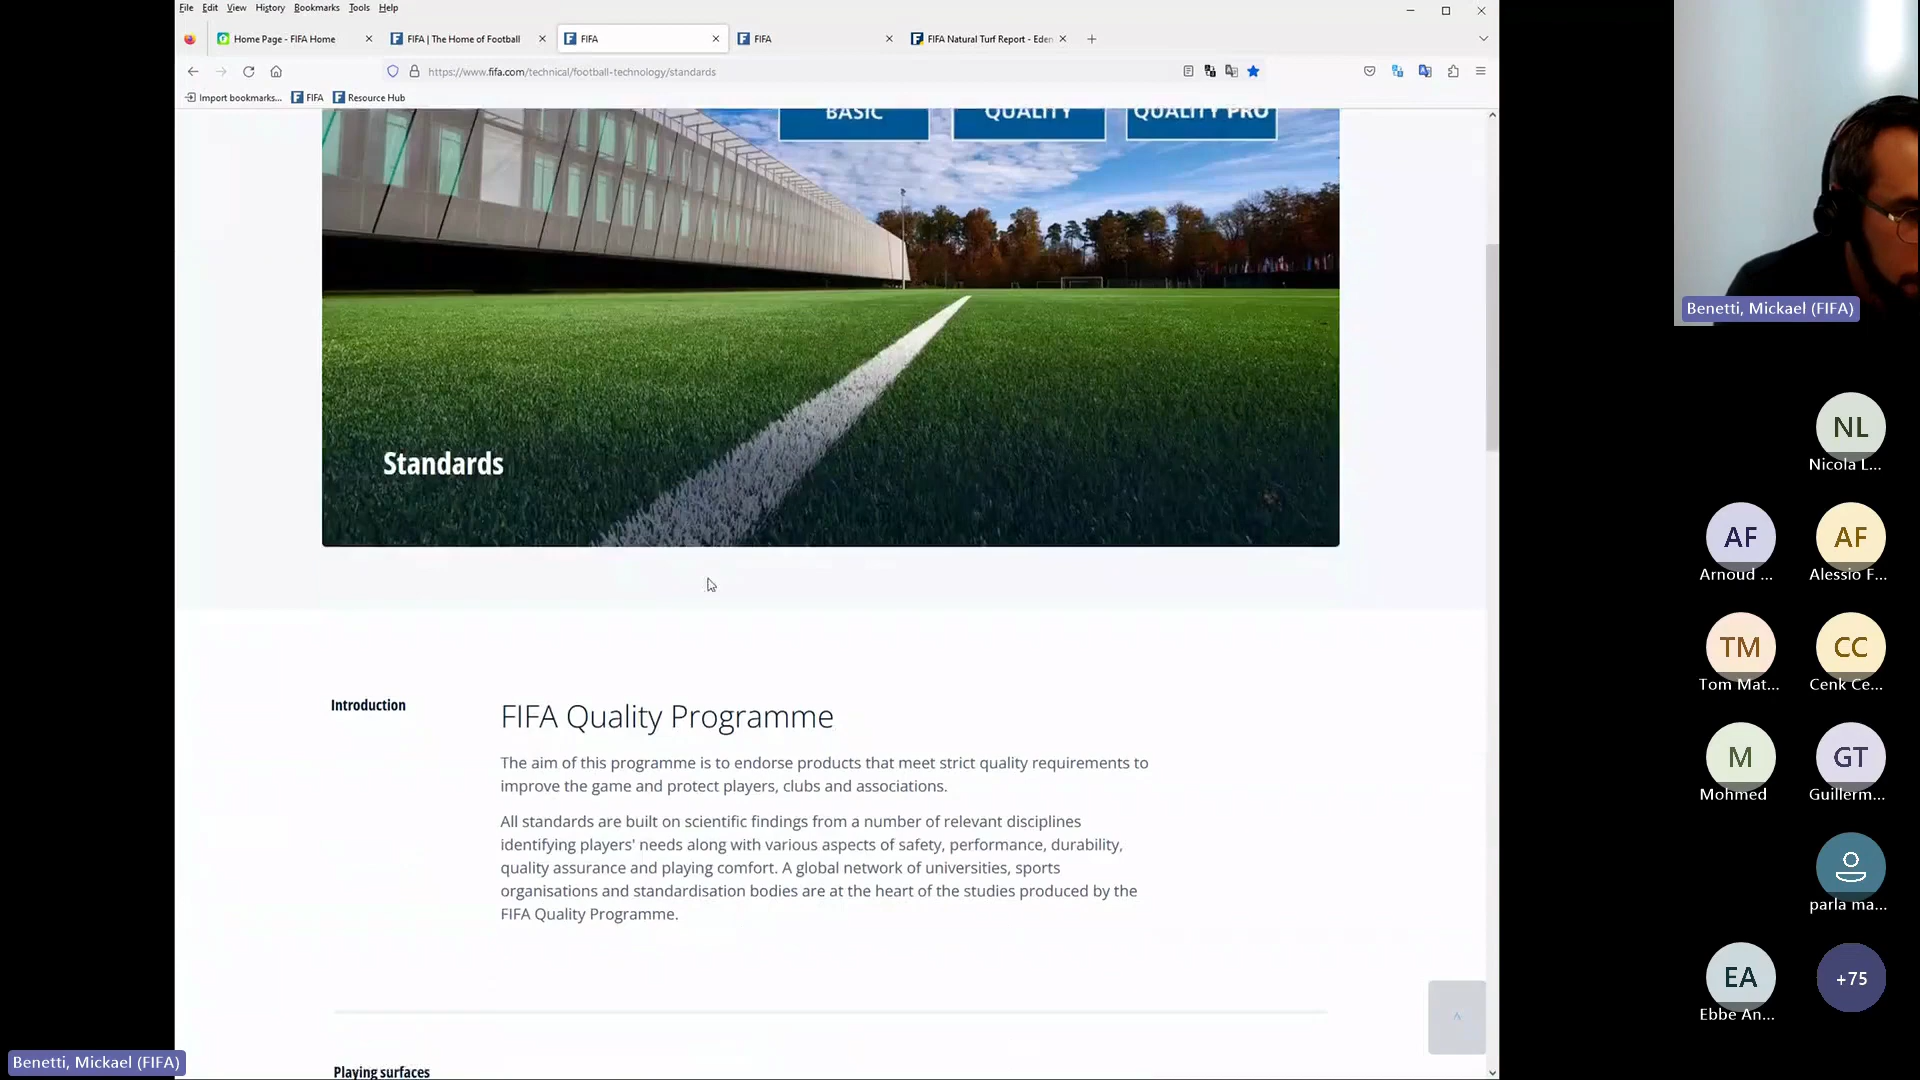 File Edit View History Bookmarks Tools Help
Home Page - FIFA Home
FIFA | The Home of Football
FIFA
FIFA
FIFA Natural Turf Report - Eden
https://www.fifa.com/technical/football-technology/standards
Import bookmarks...
FIFA
Resource Hub
BASIC
QUALITY
QUALITY PRO
Standards
Introduction
FIFA Quality Programme
The aim of this programme is to endorse products that meet strict quality requirements to
improve the game and protect players, clubs and associations.
All standards are built on scientific findings from a number of relevant disciplines
identifying players' needs along with various aspects of safety, performance, durability,
quality assurance and playing comfort. A global network of universities, sports
organisations and standardisation bodies are at the heart of the studies produced by the
FIFA Quality Programme.
Playing surfaces
Benetti, Mickael (FIFA)
NL
Nicola L...
AF
Arnoud ...
AF
Alessio F...
TM
Tom Mat...
CC
Cenk Ce...
M
Mohmed
GT
Guillerm...
parla ma...
EA
Ebbe An...
+75
Benetti, Mickael (FIFA)